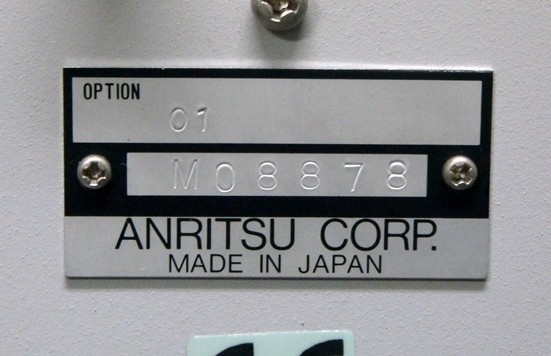 OPTION
01
M08878
ANRITSU CORP.
MADE IN JAPAN